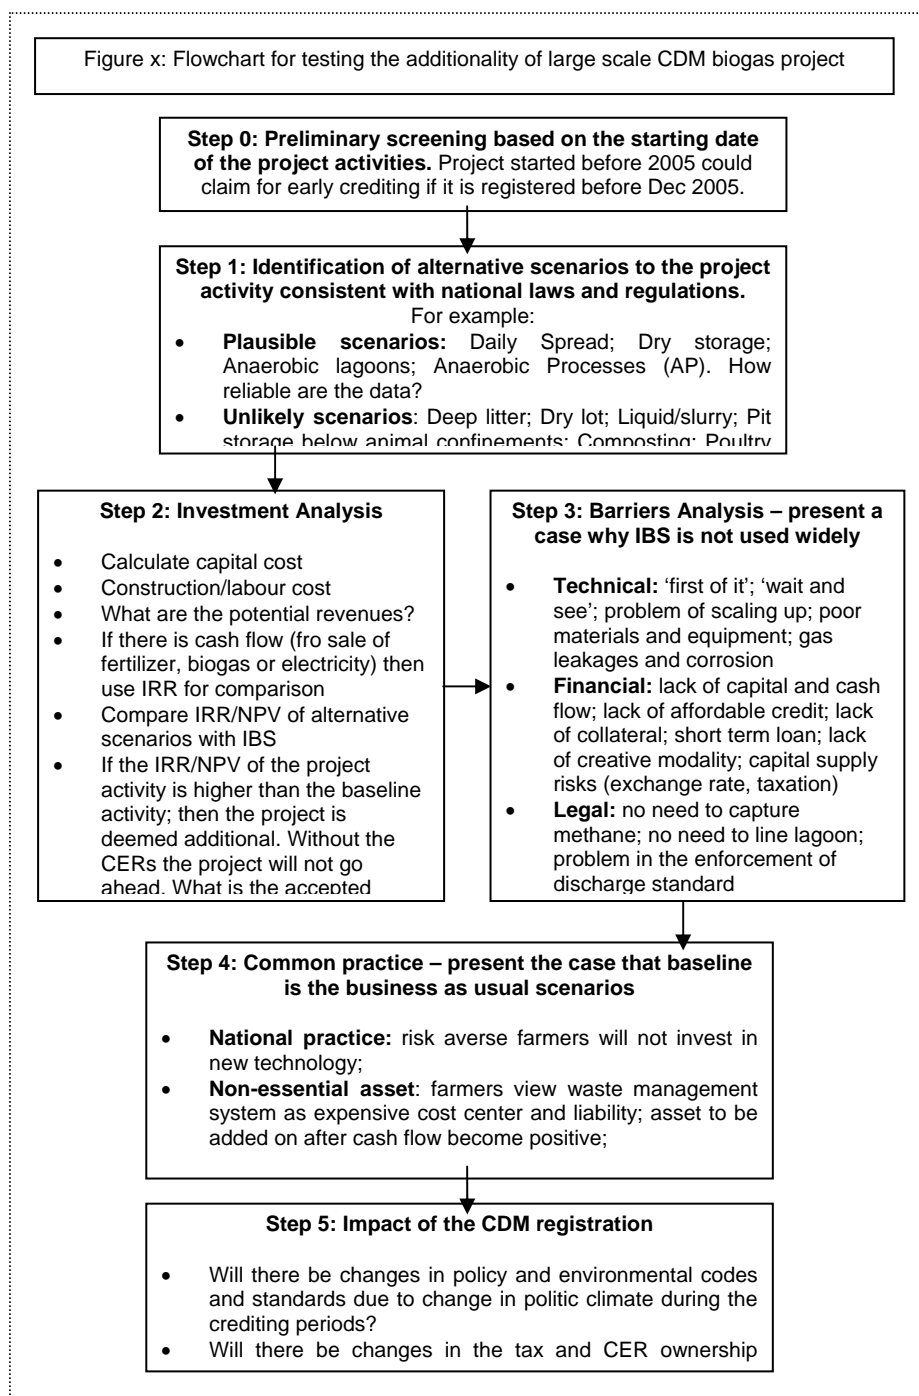 Figure x: Flowchart for testing the additionality of large scale CDM biogas project
Step 0: Preliminary screening based on the starting date
of the project activities. Project started before 2005 could
claim for early crediting if it is registered before Dec 2005.
Step 1: Identification of alternative scenarios to the project
activity consistent with national laws and regulations.
For example:
• Plausible scenarios: Daily Spread; Dry storage;
Anaerobic lagoons; Anaerobic Processes (AP). How
reliable are the data?
• Unlikely scenarios: Deep litter; Dry lot; Liquid/slurry; Pit
storage below animal confinements; Composting; Poultry
Step 2: Investment Analysis
• Calculate capital cost
• Construction/labour cost
• What are the potential revenues?
• If there is cash flow (fro sale of
fertilizer, biogas or electricity) then
use IRR for comparison
• Compare IRR/NPV of alternative
scenarios with IBS
• If the IRR/NPV of the project
activity is higher than the baseline
activity; then the project is
deemed additional. Without the
CERs the project will not go
ahead. What is the accepted
Step 3: Barriers Analysis – present a
case why IBS is not used widely
• Technical: ‘first of it’; ‘wait and
see’; problem of scaling up; poor
materials and equipment; gas
leakages and corrosion
• Financial: lack of capital and cash
flow; lack of affordable credit; lack
of collateral; short term loan; lack
of creative modality; capital supply
risks (exchange rate, taxation)
• Legal: no need to capture
methane; no need to line lagoon;
problem in the enforcement of
discharge standard
Step 4: Common practice – present the case that baseline
is the business as usual scenarios
• National practice: risk averse farmers will not invest in
new technology;
• Non-essential asset: farmers view waste management
system as expensive cost center and liability; asset to be
added on after cash flow become positive;
Step 5: Impact of the CDM registration
• Will there be changes in policy and environmental codes
and standards due to change in politic climate during the
crediting periods?
• Will there be changes in the tax and CER ownership